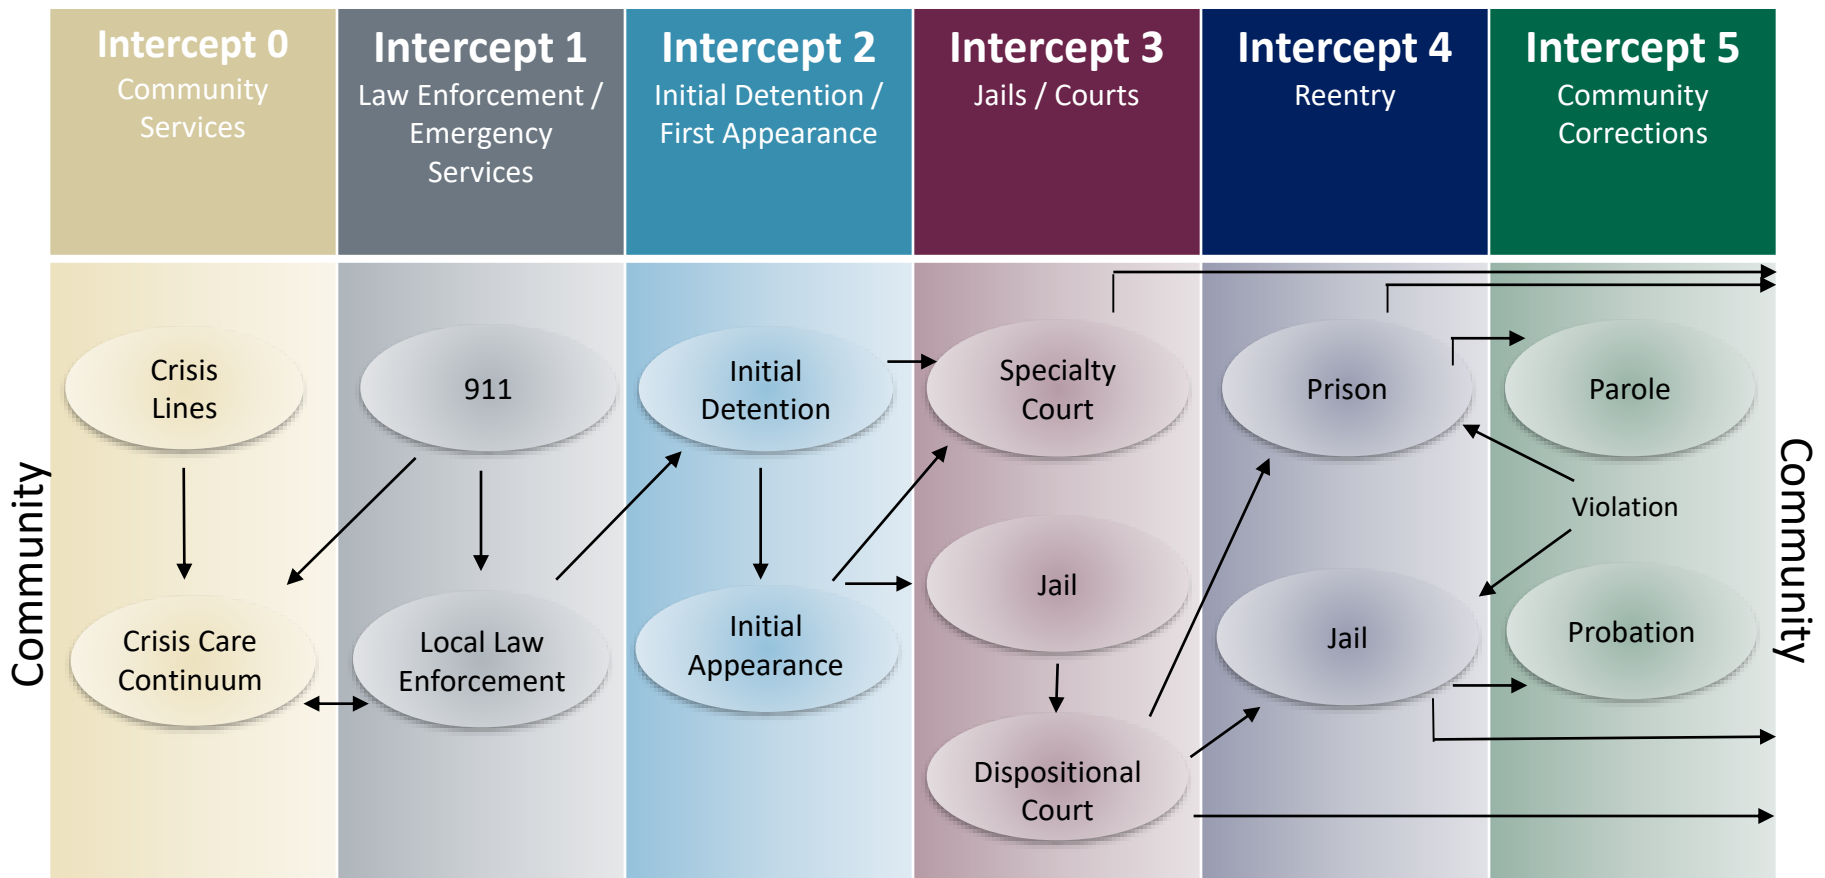 Intercept 0
Community
Services
Intercept 1
Law Enforcement /
Emergency
Services
Intercept 2
Initial Detention /
First Appearance
Intercept 3
Jails / Courts
Intercept 4
Reentry
Intercept 5
Community
Corrections
Community
Crisis
Lines
Crisis Care
Continuum
911
Local Law
Enforcement
Initial
Detention
Initial
Appearance
Specialty
Court
Jail
Dispositional
Court
Prison
Jail
Parole
Violation
Probation
Community